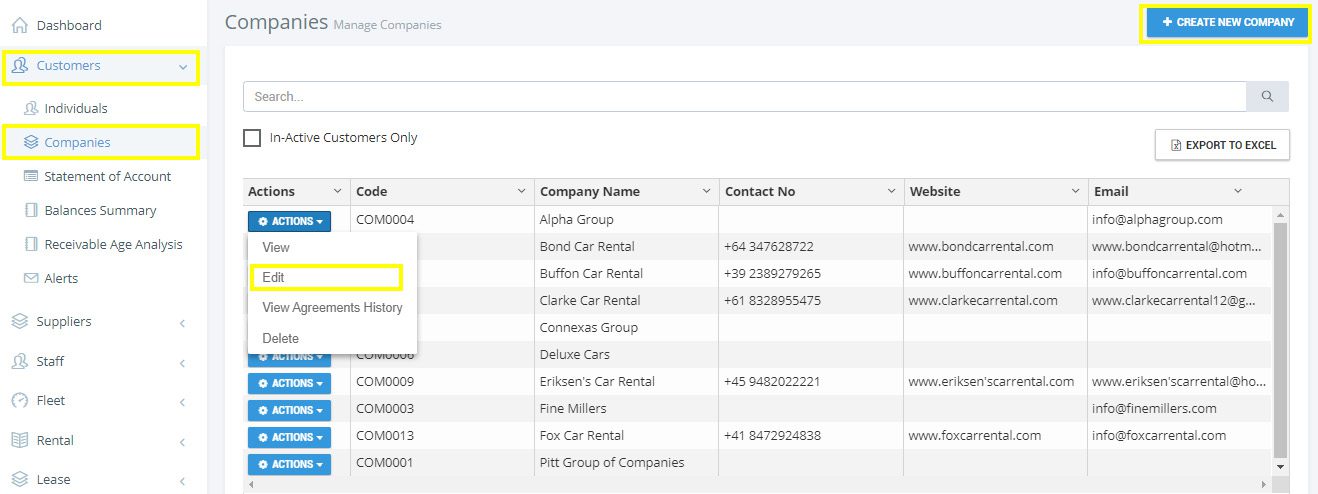 Dashboard
Customers
Individuals
Companies
Statement of Account
Balances Summary
Receivable Age Analysis
Alerts
Suppliers
Staff
Fleet
Rental
Lease
Companies Manage Companies
+ CREATE NEW COMPANY
Search...
In-Active Customers Only
EXPORT TO EXCEL
Actions Code Company Name Contact No Website Email
ACTIONS COM0004 Alpha Group info@alphagroup.com
View
Edit
View Agreements History
Delete
Bond Car Rental +64 347628722 www.bondcarrental.com www.bondcarrental@hotm...
Buffon Car Rental +39 2389279265 www.buffoncarrental.com info@buffoncarrental.com
Clarke Car Rental +61 8328955475 www.clarkecarrental.com www.clarkecarrental12@g...
Connexas Group
ACTIONS COM0006 Deluxe Cars
ACTIONS COM0009 Eriksen's Car Rental +45 9482022221 www.eriksen'scarrental.com www.eriksen'scarrental@ho...
ACTIONS COM0003 Fine Millers info@finemillers.com
ACTIONS COM0013 Fox Car Rental +41 8472924838 www.foxcarrental.com info@foxcarrental.com
ACTIONS COM0001 Pitt Group of Companies